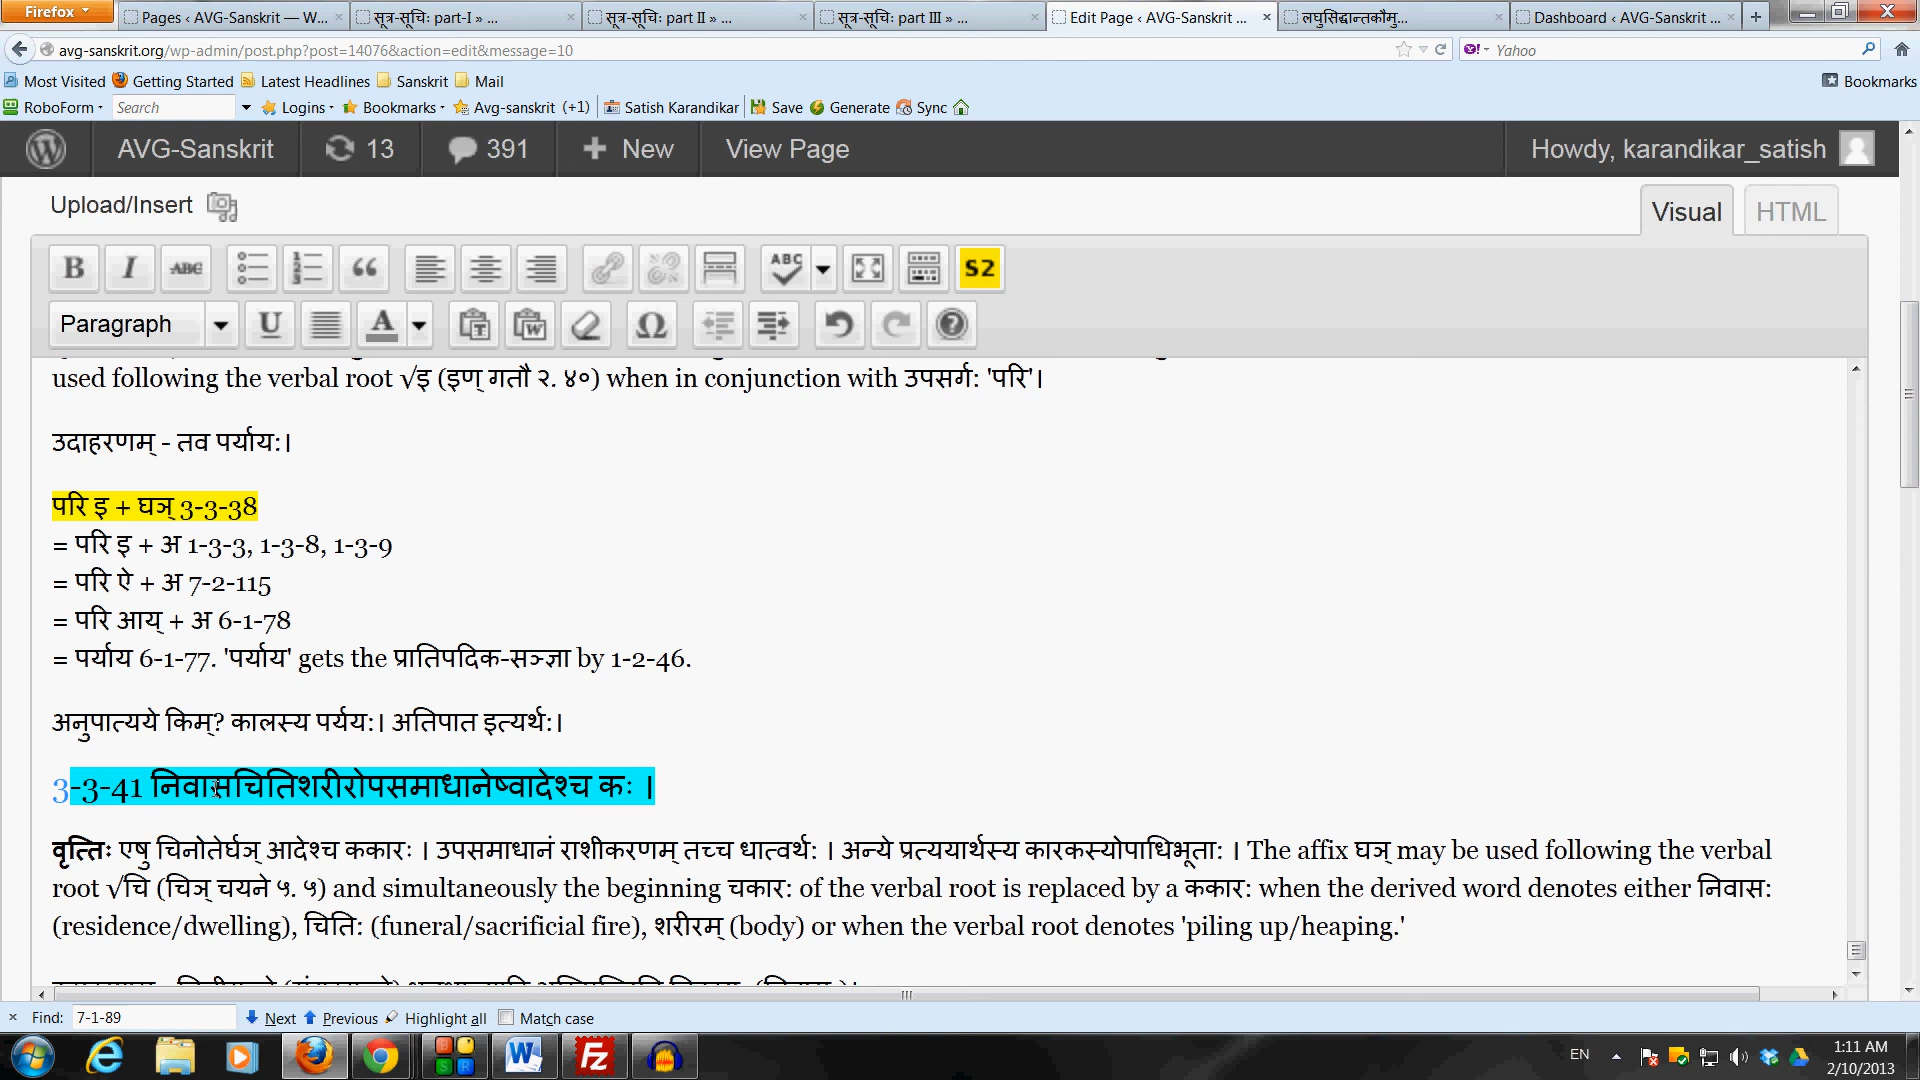 Firefox
Pages ‹ AVG-Sanskrit — W...
सूत्र-सूचिः part-I » ...
सूत्र-सूचिः part II » ...
सूत्र-सूचिः part III » ...
Edit Page ‹ AVG-Sanskrit ...
लघुसिद्धान्तकौमु...
Dashboard ‹ AVG-Sanskrit ...
avg-sanskrit.org/wp-admin/post.php?post=14076&action=edit&message=10
Yahoo
Most Visited Getting Started Latest Headlines Sanskrit Mail Bookmarks
RoboForm Search Logins Bookmarks Avg-sanskrit (+1) Satish Karandikar Save Generate Sync
AVG-Sanskrit 13 391 + New View Page Howdy, karandikar_satish
Upload/Insert Visual HTML
B I ABC ABC S2
Paragraph U A Ω
used following the verbal root √इ (इण् गतौ २. ४०) when in conjunction with उपसर्ग: 'परि'।
उदाहरणम् - तव पर्याय:।
परि इ + घञ् 3-3-38
= परि इ + अ 1-3-3, 1-3-8, 1-3-9
= परि ऐ + अ 7-2-115
= परि आय् + अ 6-1-78
= पर्याय 6-1-77. 'पर्याय' gets the प्रातिपदिक-सञ्ज्ञा by 1-2-46.
अनुपात्यये किम्? कालस्य पर्यय:। अतिपात इत्यर्थ:।
3-3-41 निवासचितिशरीरोपसमाधानेष्वादेश्च कः ।
वृत्तिः एषु चिनोतेर्घञ् आदेश्च ककारः । उपसमाधानं राशीकरणम् तच्च धात्वर्थ: । अन्ये प्रत्ययार्थस्य कारकस्योपाधिभूता: । The affix घञ् may be used following the verbal
root √चि (चिञ् चयने ५. ५) and simultaneously the beginning चकार: of the verbal root is replaced by a ककार: when the derived word denotes either निवास:
(residence/dwelling), चिति: (funeral/sacrificial fire), शरीरम् (body) or when the verbal root denotes 'piling up/heaping.'
× Find: 7-1-89 Next Previous Highlight all Match case
EN 1:11 AM
2/10/2013